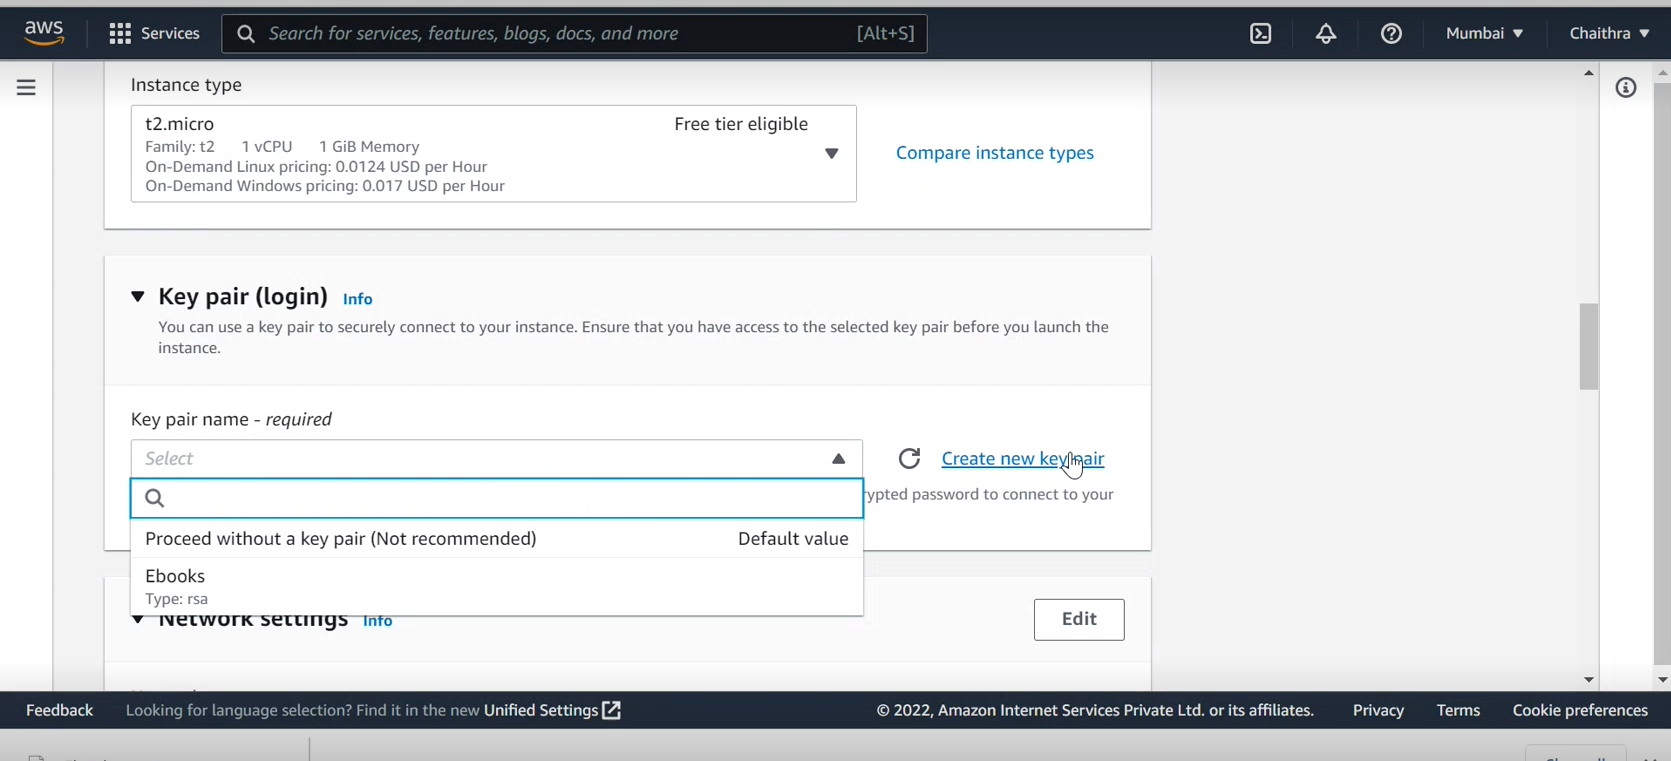 aws
Services
Search for services, features, blogs, docs, and more
[Alt+S]
Mumbai
Chaithra
Instance type
t2.micro
Free tier eligible
Family: t2 1 vCPU 1 GiB Memory
On-Demand Linux pricing: 0.0124 USD per Hour
On-Demand Windows pricing: 0.017 USD per Hour
Compare instance types
Key pair (login) Info
You can use a key pair to securely connect to your instance. Ensure that you have access to the selected key pair before you launch the
instance.
Key pair name - required
Select
Create new key pair
rypted password to connect to your
Proceed without a key pair (Not recommended)
Default value
Ebooks
Type: rsa
Network settings Info
Edit
Feedback
Looking for language selection? Find it in the new Unified Settings
© 2022, Amazon Internet Services Private Ltd. or its affiliates.
Privacy
Terms
Cookie preferences